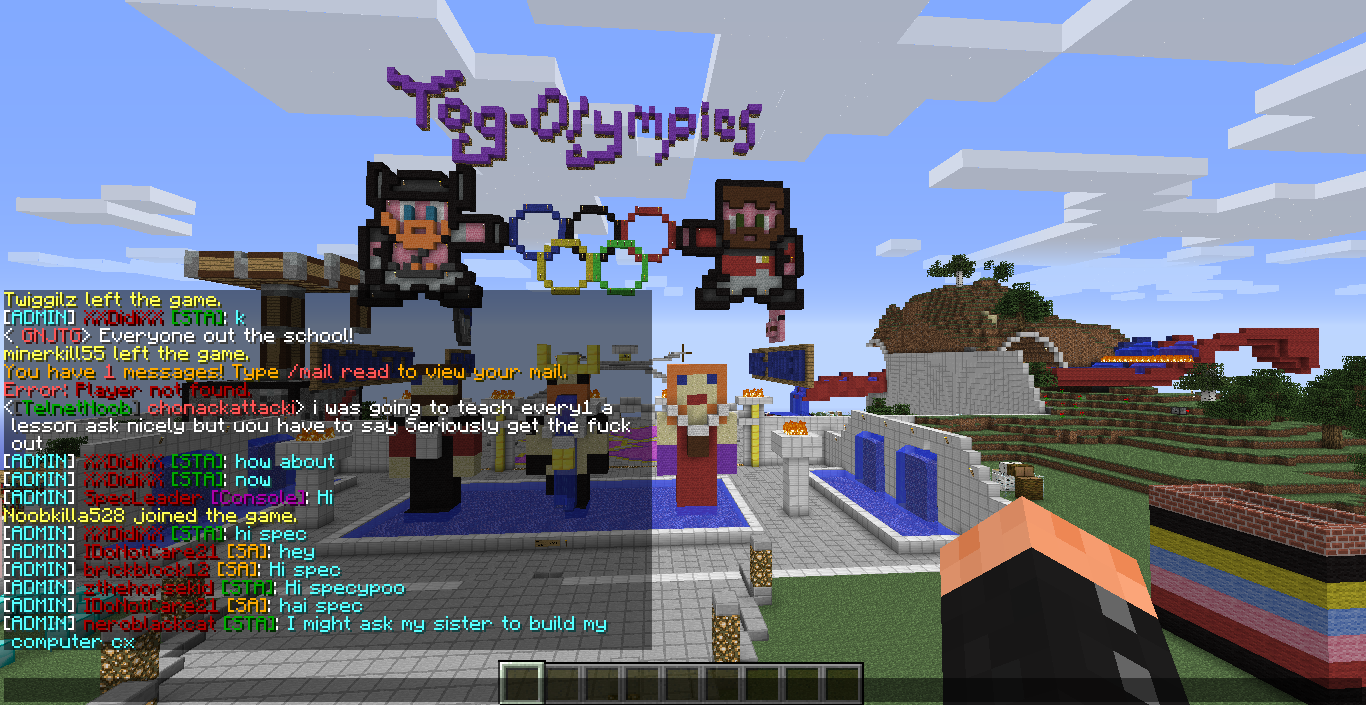 Yog-Olympics
Twiggilz left the game.
[ADMIN] XXDidiXX [STA]: k
< GNJTG> Everyone out the school!
minerkill55 left the game.
You have 1 messages! Type /mail read to view your mail.
Error: Player not found.
<[TelnetNoob] chonackattacki> i was going to teach every1 a
lesson ask nicely but uou have to say Seriously get the fuck
out
[ADMIN] XXDidiXX [STA]: how about
[ADMIN] XXDidiXX [STA]: now
[ADMIN] SpecLeader [Console]: Hi
Noobkilla528 joined the game.
[ADMIN] XXDidiXX [STA]: hi spec
[ADMIN] IDoNotCare21 [SA]: hey
[ADMIN] brickblock12 [SA]: Hi spec
[ADMIN] zthehorsekid [STA]: Hi specypoo
[ADMIN] IDoNotCare21 [SA]: hai spec
[ADMIN] neroblackcat [STA]: I might ask my sister to build my
computer cx